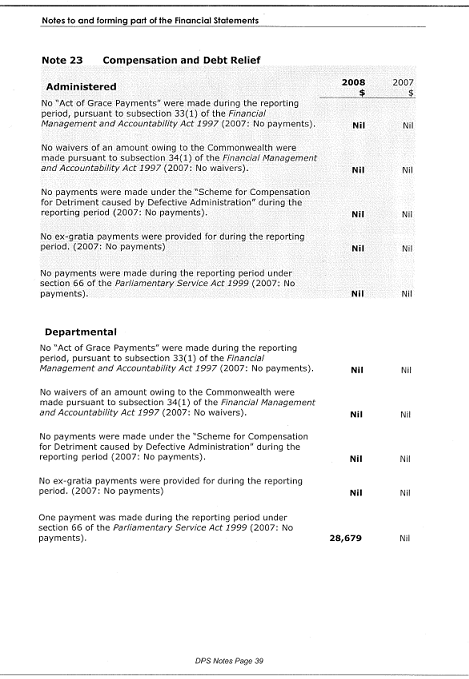 Notes to and forming part of the Financial Statements
Note 23 Compensation and Debt Relief
Administered 2008 2007
$ $
No "Act of Grace Payments" were made during the reporting
period, pursuant to subsection 33(1) of the Financial
Management and Accountability Act 1997 (2007: No payments). Nil Nil
No waivers of an amount owing to the Commonwealth were
made pursuant to subsection 34(1) of the Financial Management
and Accountability Act 1997 (2007: No waivers). Nil Nil
No payments were made under the "Scheme for Compensation
for Detriment caused by Defective Administration" during the
reporting period (2007: No payments). Nil Nil
No ex-gratia payments were provided for during the reporting
period. (2007: No payments) Nil Nil
No payments were made during the reporting period under
section 66 of the Parliamentary Service Act 1999 (2007: No
payments). Nil Nil
Departmental
No "Act of Grace Payments" were made during the reporting
period, pursuant to subsection 33(1) of the Financial
Management and Accountability Act 1997 (2007: No payments). Nil Nil
No waivers of an amount owing to the Commonwealth were
made pursuant to subsection 34(1) of the Financial Management
and Accountability Act 1997 (2007: No waivers). Nil Nil
No payments were made under the "Scheme for Compensation
for Detriment caused by Defective Administration" during the
reporting period (2007: No payments). Nil Nil
No ex-gratia payments were provided for during the reporting
period. (2007: No payments) Nil Nil
One payment was made during the reporting period under
section 66 of the Parliamentary Service Act 1999 (2007: No
payments). 28,679 Nil
DPS Notes Page 39